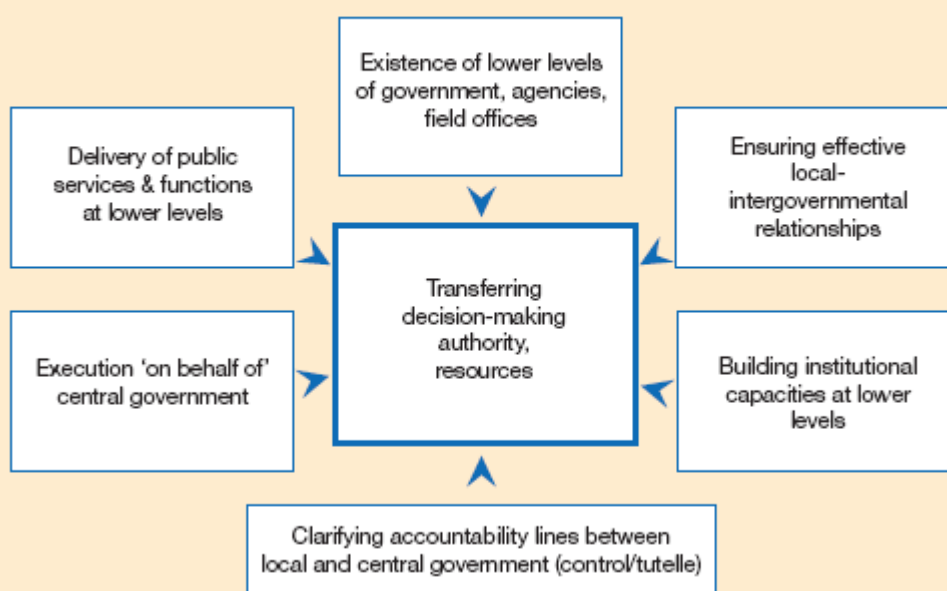 Existence of lower levels
of government, agencies,
field offices
Delivery of public
services & functions
at lower levels
Ensuring effective
local-
intergovernmental
relationships
Transferring
decision-making
authority,
resources
Execution ‘on behalf of’
central government
Building institutional
capacities at lower
levels
Clarifying accountability lines between
local and central government (control/tutelle)